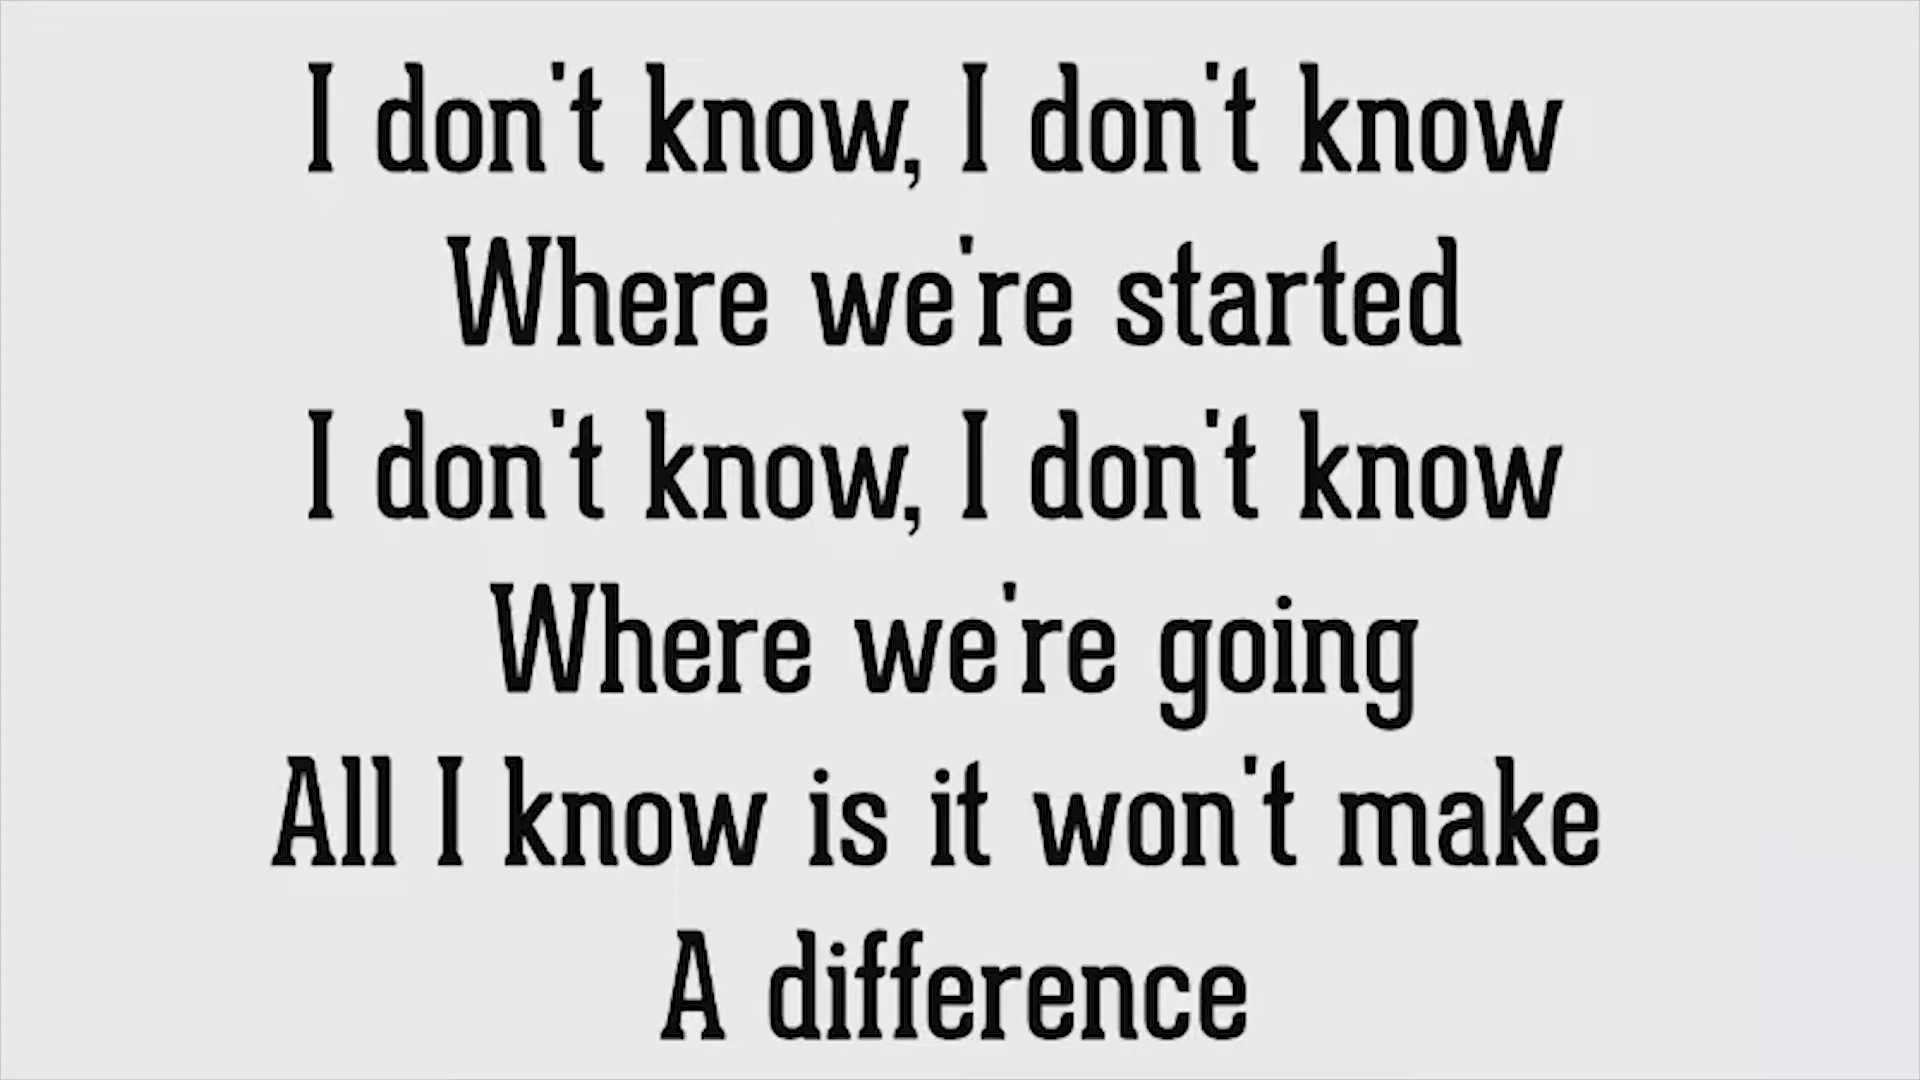 I don't know, I don't know
Where we're started
I don't know, I don't know
Where we're going
All I know is it won't make
A difference